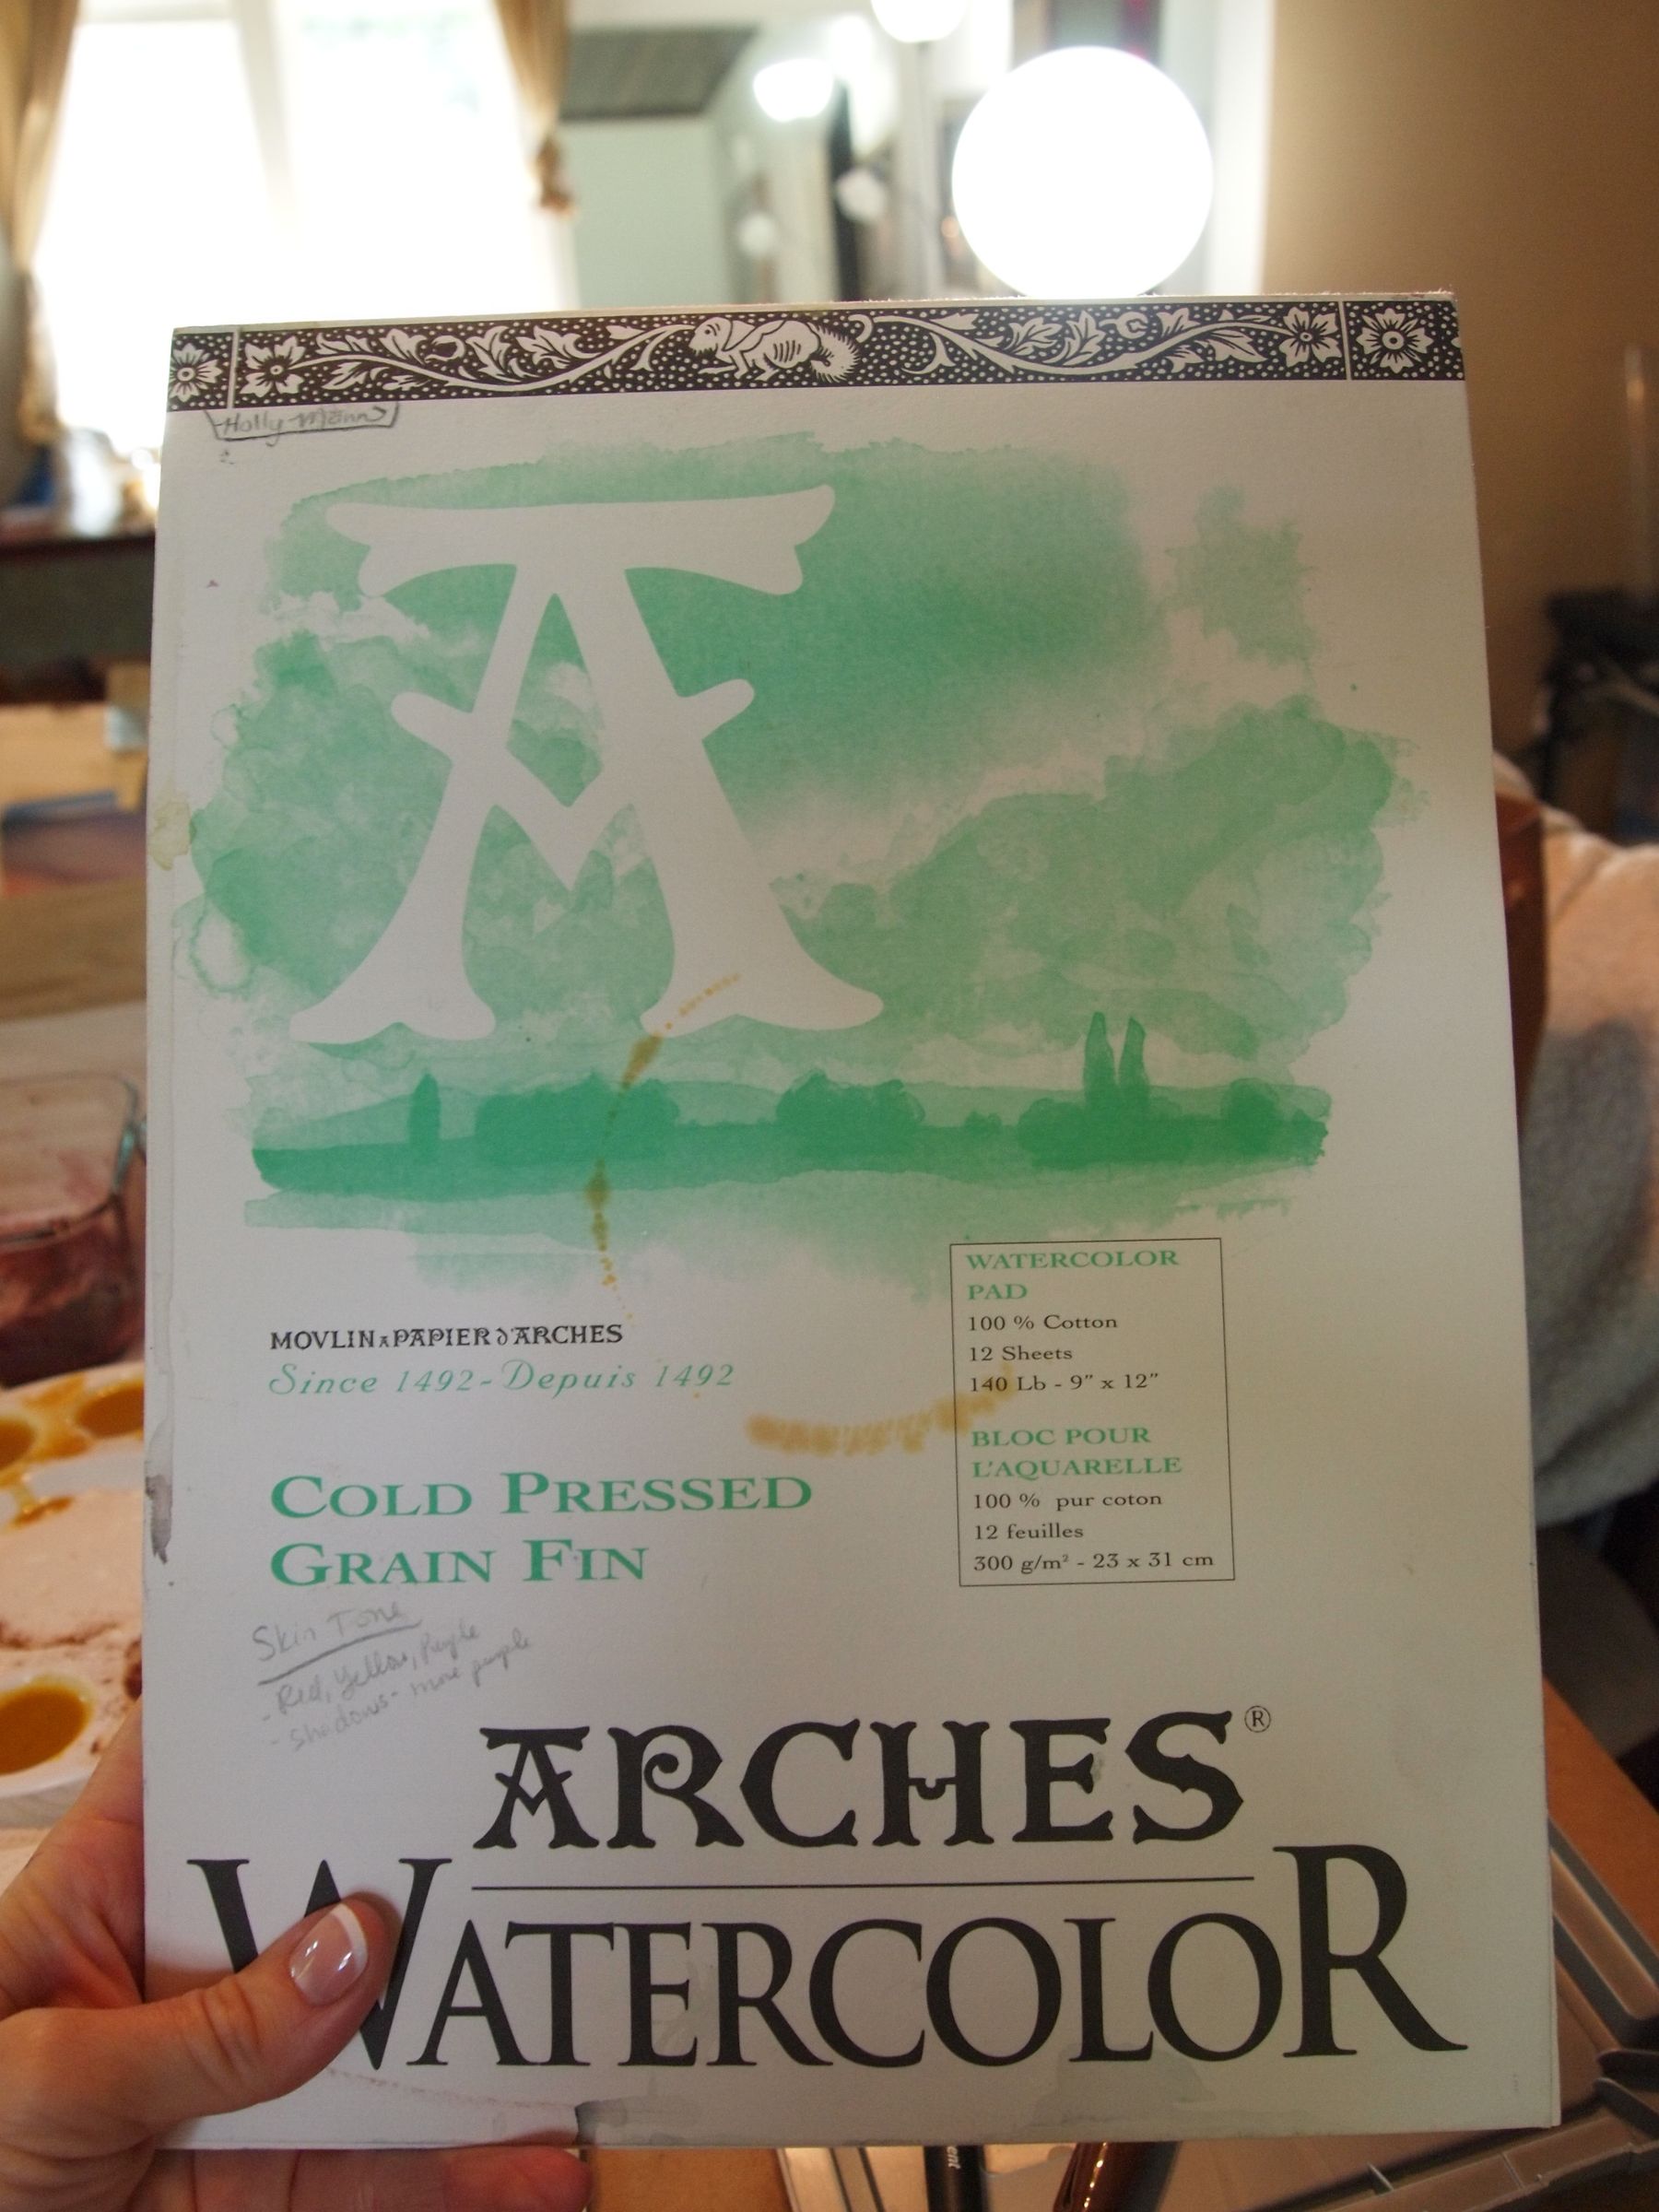 Holly Mann
MOVLIN À PAPIER D'ARCHES
Since 1492-Depuis 1492
WATERCOLOR
PAD
100 % Cotton
12 Sheets
140 Lb - 9" x 12"
BLOC POUR
L'AQUARELLE
100 % pur coton
12 feuilles
300 g/m² - 23 x 31 cm
COLD PRESSED
GRAIN FIN
Skin Tone
- Red, Yellow, Purple
- shadows - more purple
ARCHES®
WATERCOLOR